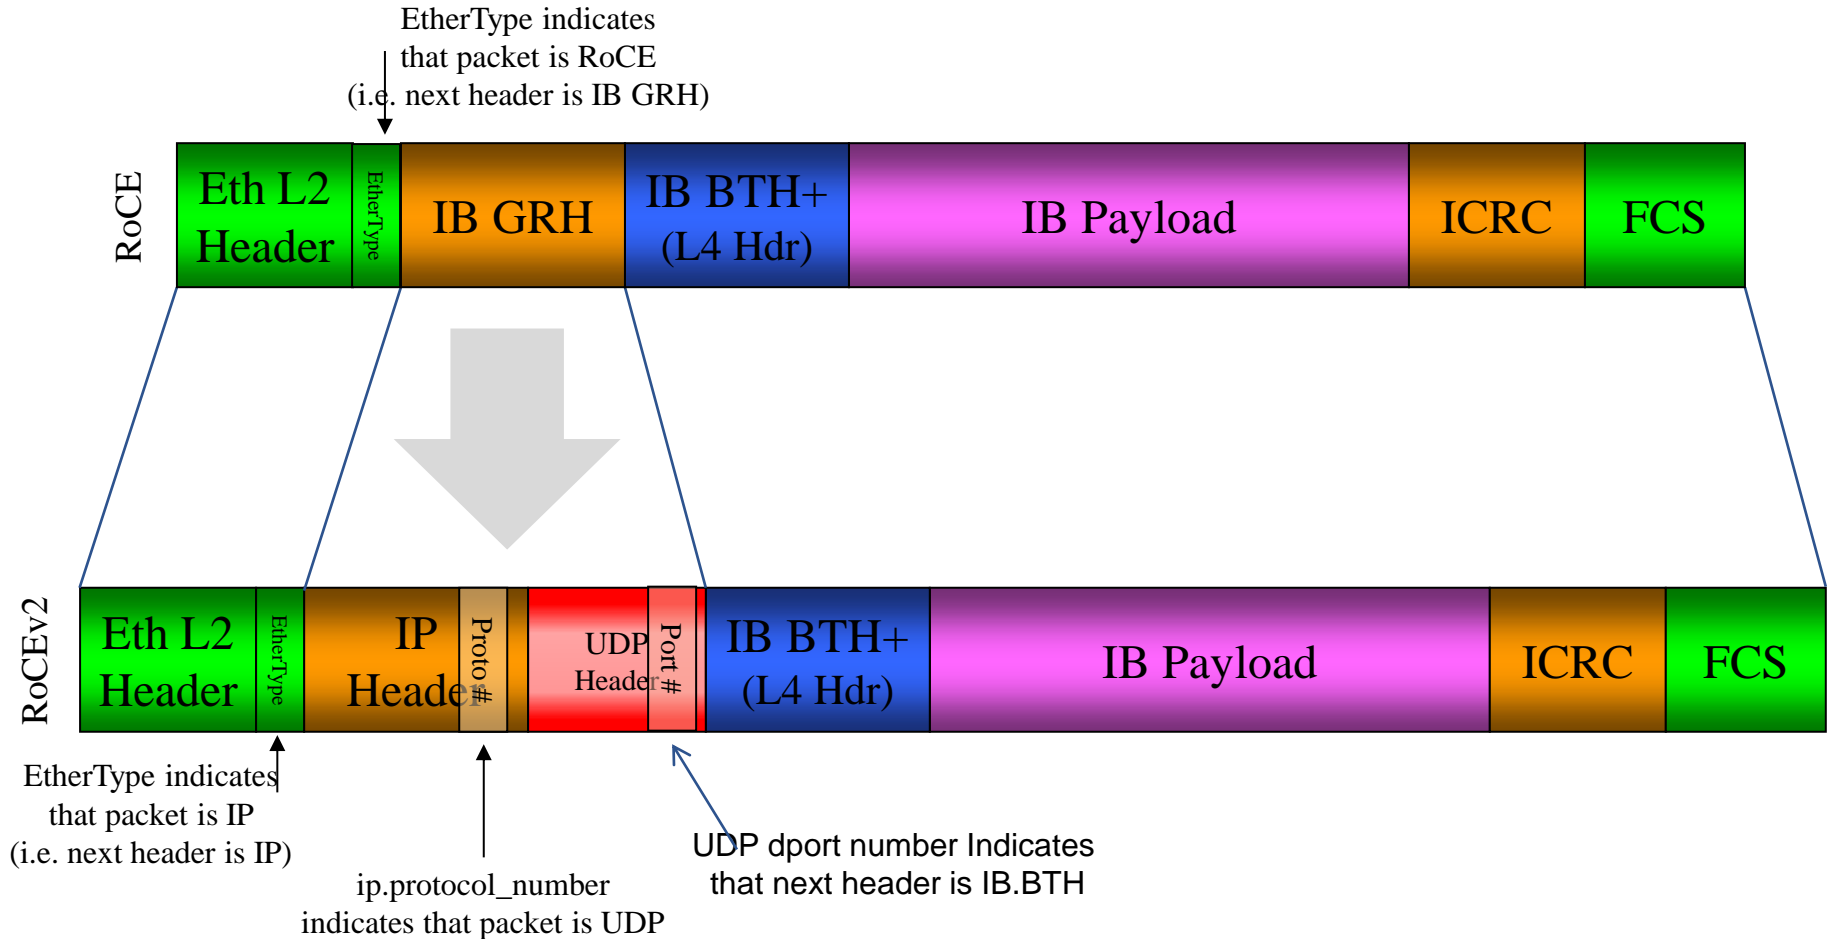 EtherType indicates
that packet is RoCE
(i.e. next header is IB GRH)
RoCE
Eth L2
Header
EtherType
IB GRH
IB BTH+
(L4 Hdr)
IB Payload
ICRC
FCS
RoCEv2
Eth L2
Header
EtherType
IP
Header
Proto#
UDP
Header
Port #
IB BTH+
(L4 Hdr)
IB Payload
ICRC
FCS
EtherType indicates
that packet is IP
(i.e. next header is IP)
ip.protocol_number
indicates that packet is UDP
UDP dport number Indicates
that next header is IB.BTH